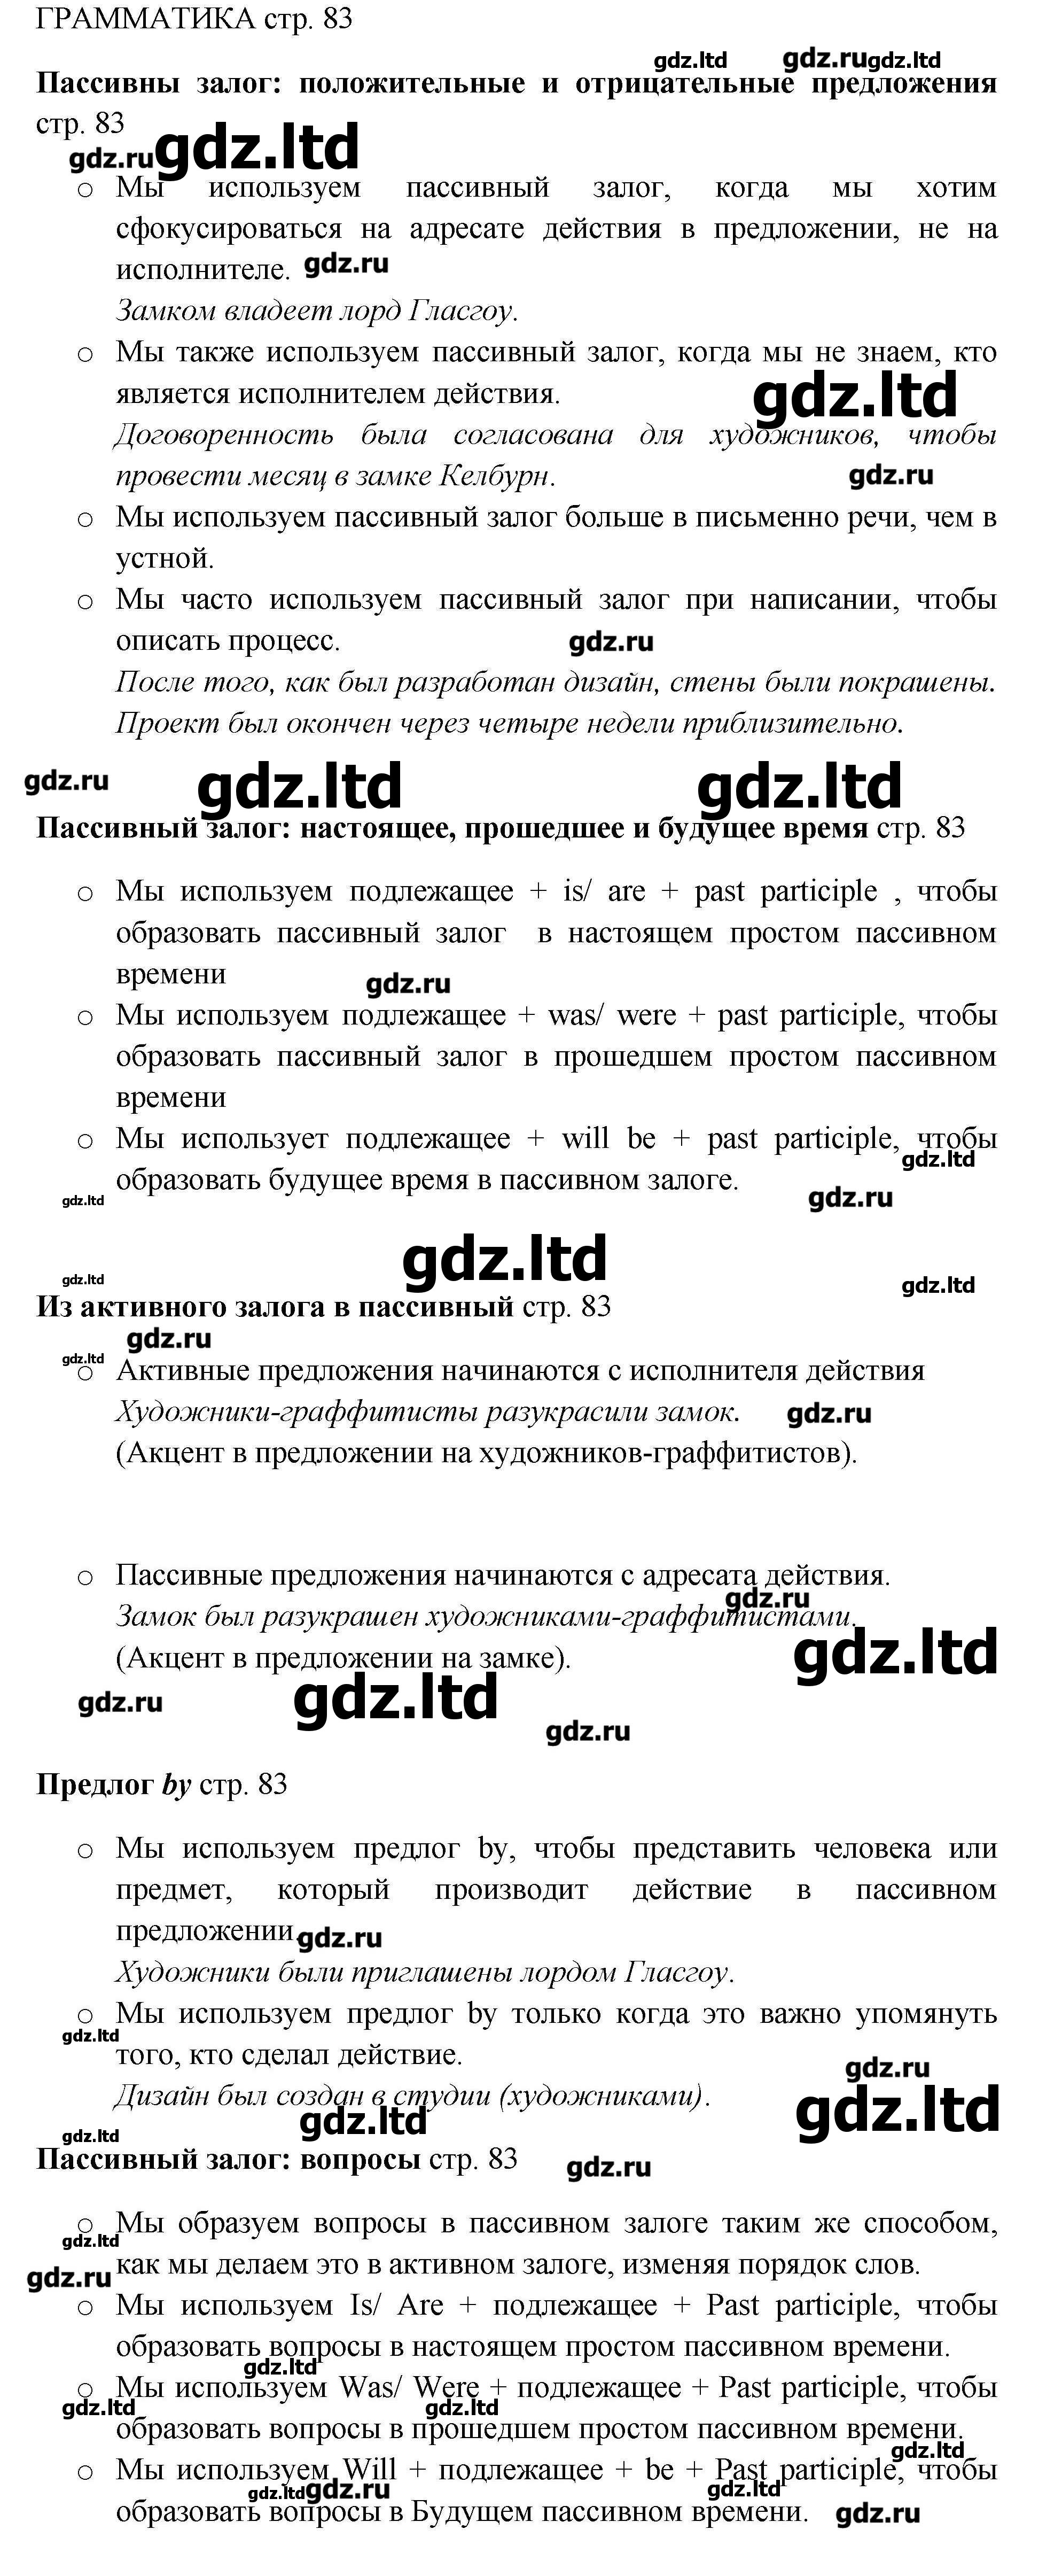 ГРАММАТИКА стр. 83
gdz.ltd gdz.ru gdz.ltd
Пассивны залог: положительные и отрицательные предложения
стр. 83
gdz.ru gdz.ltd
o Мы используем пассивный залог, когда мы хотим
сфокусироваться на адресате действия в предложении, не на
исполнителе. gdz.ru
Замком владеет лорд Гласгоу.
o Мы также используем пассивный залог, когда мы не знаем, кто
является исполнителем действия.
gdz.ltd
Договоренность была согласована для художников, чтобы
провести месяц в замке Келбурн. gdz.ru
o Мы используем пассивный залог больше в письменно речи, чем в
устной.
o Мы часто используем пассивный залог при написании, чтобы
описать процесс. gdz.ru
После того, как был разработан дизайн, стены были покрашены.
Проект был окончен через четыре недели приблизительно.
gdz.ru gdz.ltd gdz.ltd
Пассивный залог: настоящее, прошедшее и будущее время стр. 83
o Мы используем подлежащее + is/ are + past participle , чтобы
образовать пассивный залог в настоящем простом пассивном
времени gdz.ru
o Мы используем подлежащее + was/ were + past participle, чтобы
образовать пассивный залог в прошедшем простом пассивном
времени
o Мы использует подлежащее + will be + past participle, чтобы
gdz.ltd
образовать будущее время в пассивном залоге.
gdz.ltd gdz.ru
gdz.ltd
gdz.ltd gdz.ltd
Из активного залога в пассивный стр. 83
gdz.ru
gdz.ltd
o Активные предложения начинаются с исполнителя действия
Художники-граффитисты разукрасили замок. gdz.ru
(Акцент в предложении на художников-граффитистов).
o Пассивные предложения начинаются с адресата действия.
gdz.ru
Замок был разукрашен художниками-граффитистами.
(Акцент в предложении на замке). gdz.ltd
gdz.ru gdz.ltd
gdz.ru
Предлог by стр. 83
o Мы используем предлог by, чтобы представить человека или
предмет, который производит действие в пассивном
предложении. gdz.ru
Художники были приглашены лордом Гласгоу.
o Мы используем предлог by только когда это важно упомянуть
gdz.ltd
того, кто сделал действие.
gdz.ru
Дизайн был создан в студии (художниками).
gdz.ltd gdz.ltd
gdz.ltd
Пассивный залог: вопросы стр. 83
gdz.ru
o Мы образуем вопросы в пассивном залоге таким же способом,
gdz.ltd
как мы делаем это в активном залоге, изменяя порядок слов.
gdz.ru
o Мы используем Is/ Are + подлежащее + Past participle, чтобы
образовать вопросы в настоящем простом пассивном времени.
gdz.ltd
o Мы используем Was/ Were + подлежащее + Past participle, чтобы
gdz.ltd gdz.ltd
образовать вопросы в прошедшем простом пассивном времени.
gdz.ltd
o Мы используем Will + подлежащее + be + Past participle, чтобы
gdz.ltd gdz.ru gdz.ltd
образовать вопросы в Будущем пассивном времени. gdz.ru